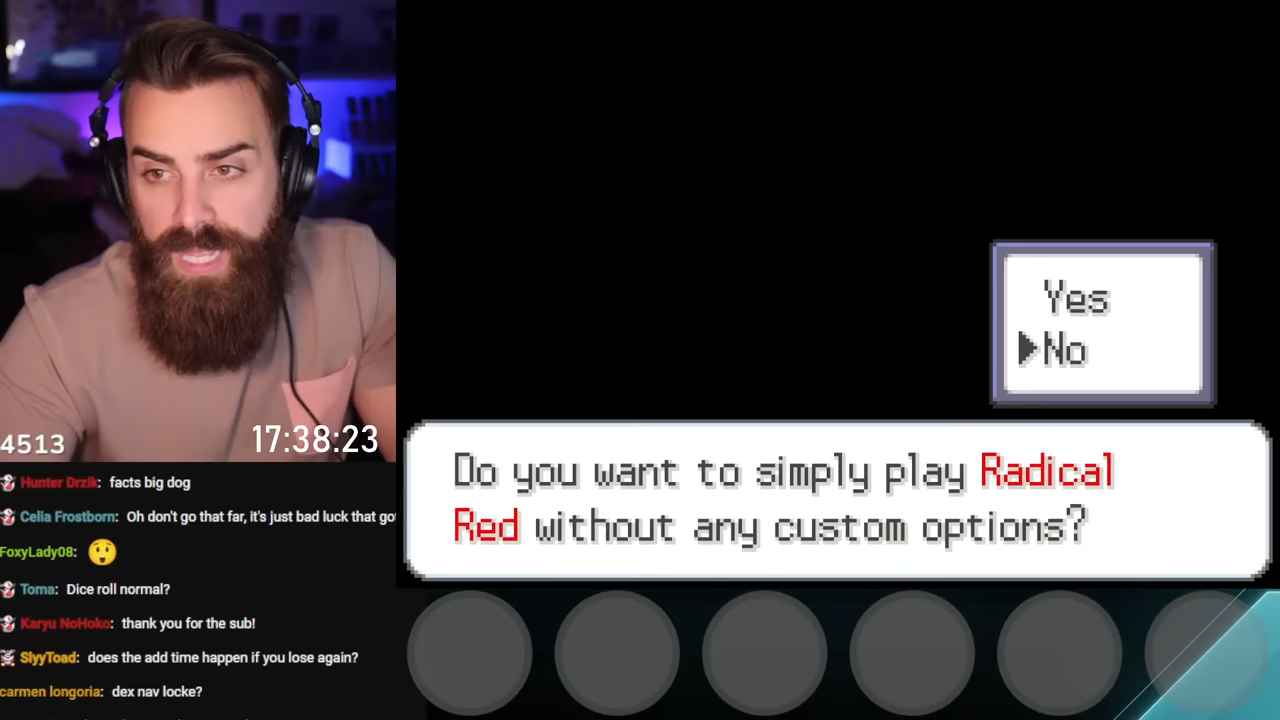 Yes
▶No
Do you want to simply play Radical
Red without any custom options?
4513
17:38:23
Hunter Drzik: facts big dog
Celia Frostborn: Oh don't go that far, it's just bad luck that
FoxyLady08:
Toma: Dice roll normal?
Karyu NoHoko: thank you for the sub!
SlyyToad: does the add time happen if you lose again?
carmen longoria: dex nav locke?